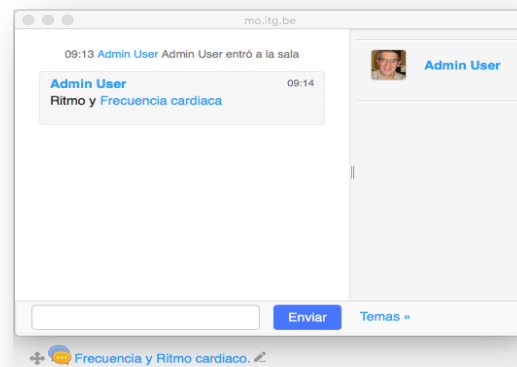 mo.itg.be
09:13 Admin User Admin User entró a la sala
Admin User 09:14
Ritmo y Frecuencia cardiaca
Admin User
Enviar
Temas »
Frecuencia y Ritmo cardiaco.